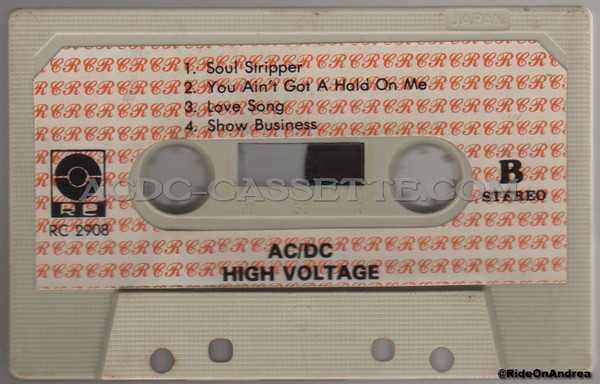 JAPAN
1. Soul Stripper
2. You Ain't Got A Hold On Me
3. Love Song
4. Show Business
ACDC-CASSETTE.COM
B
STEREO
RC
RC 2908
AC/DC
HIGH VOLTAGE
@RideOnAndrea